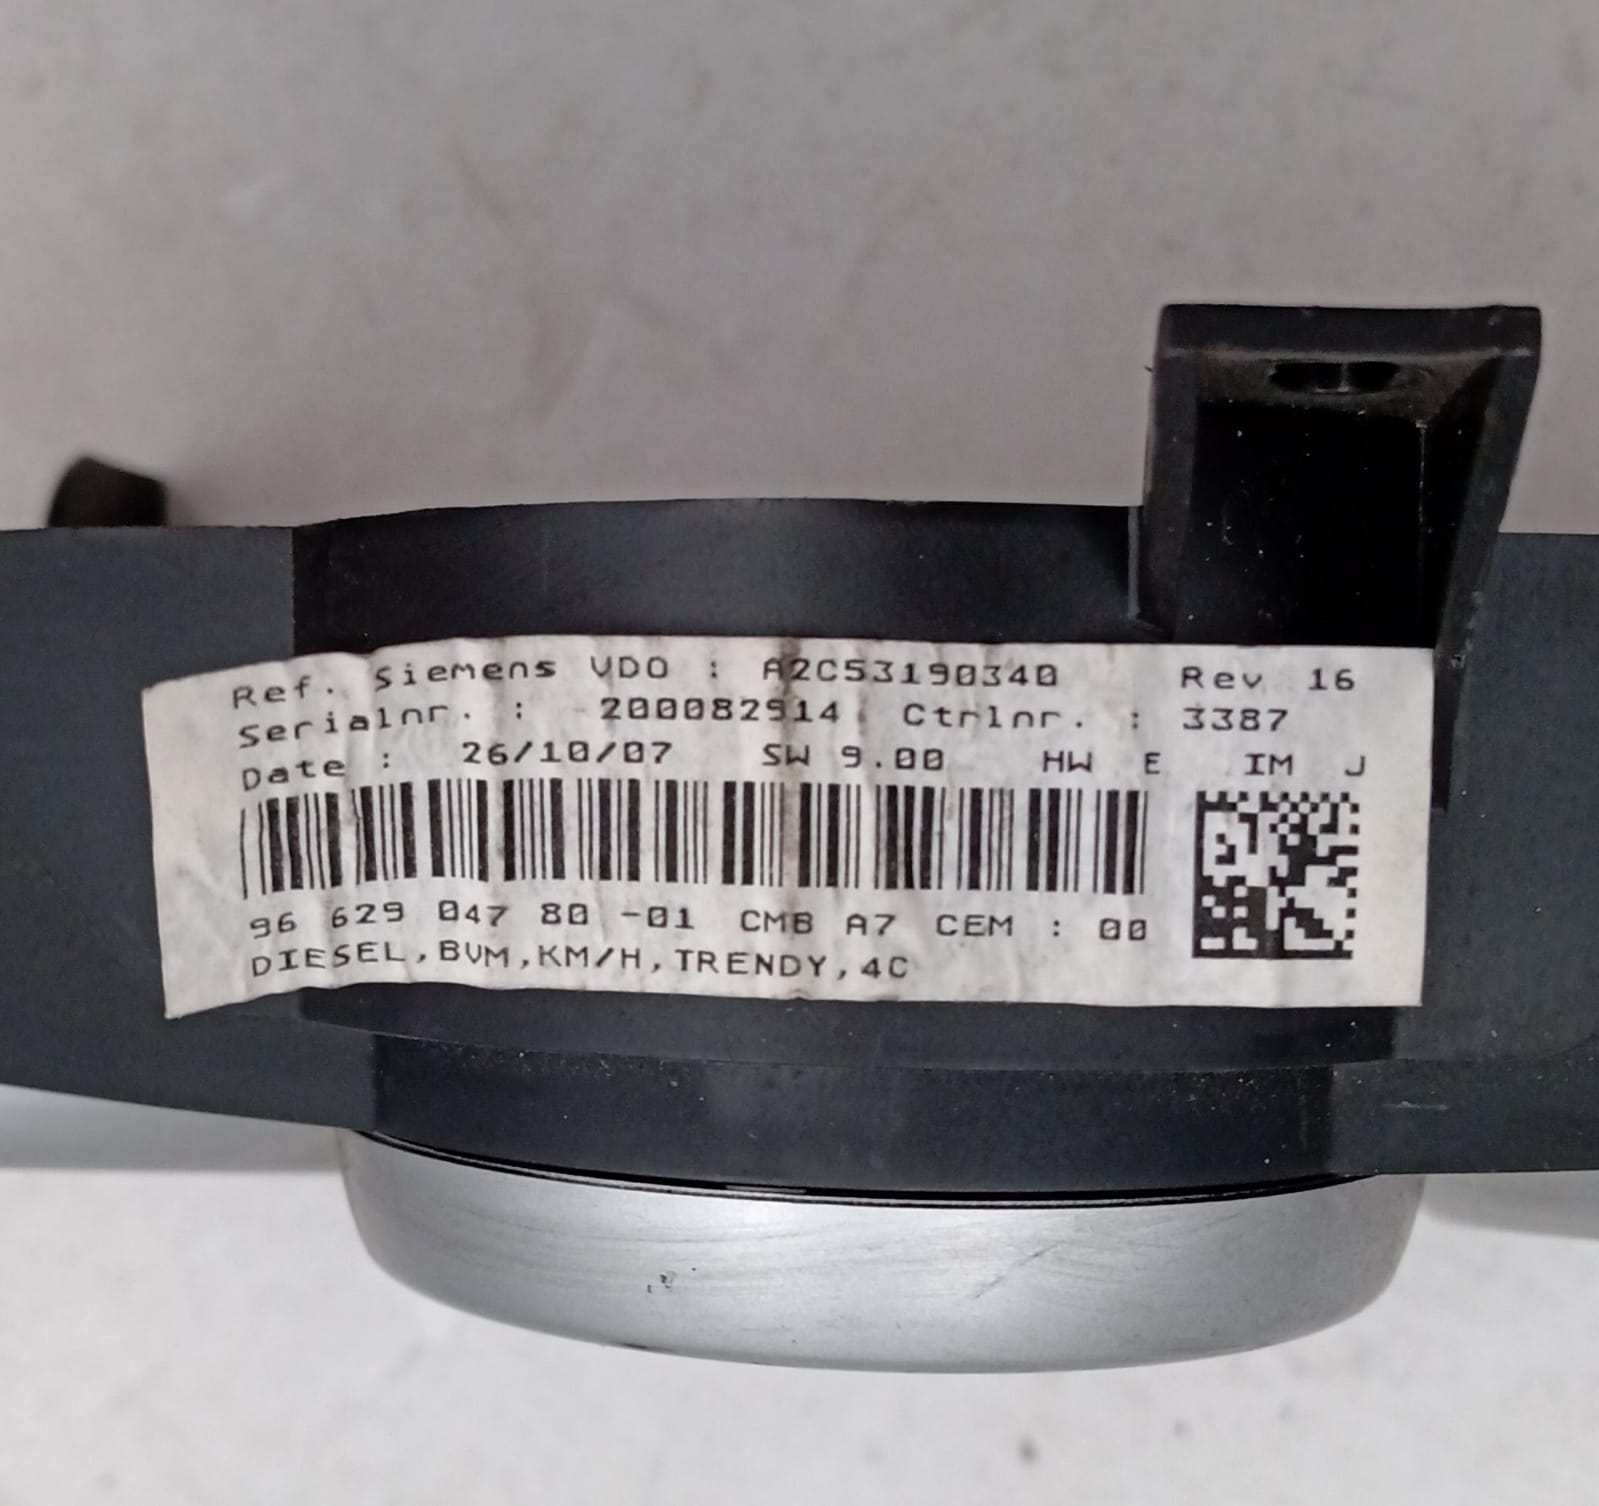 Ref. Siemens VDO : A2C53190340 Rev 16
Serialnr. : 200082914 Ctrlnr. : 3387
Date : 26/10/07 SW 9.00 HW E IM J
96 629 047 80 -01 CMB A7 CEM : 00
DIESEL,BVM,KM/H,TRENDY,4C